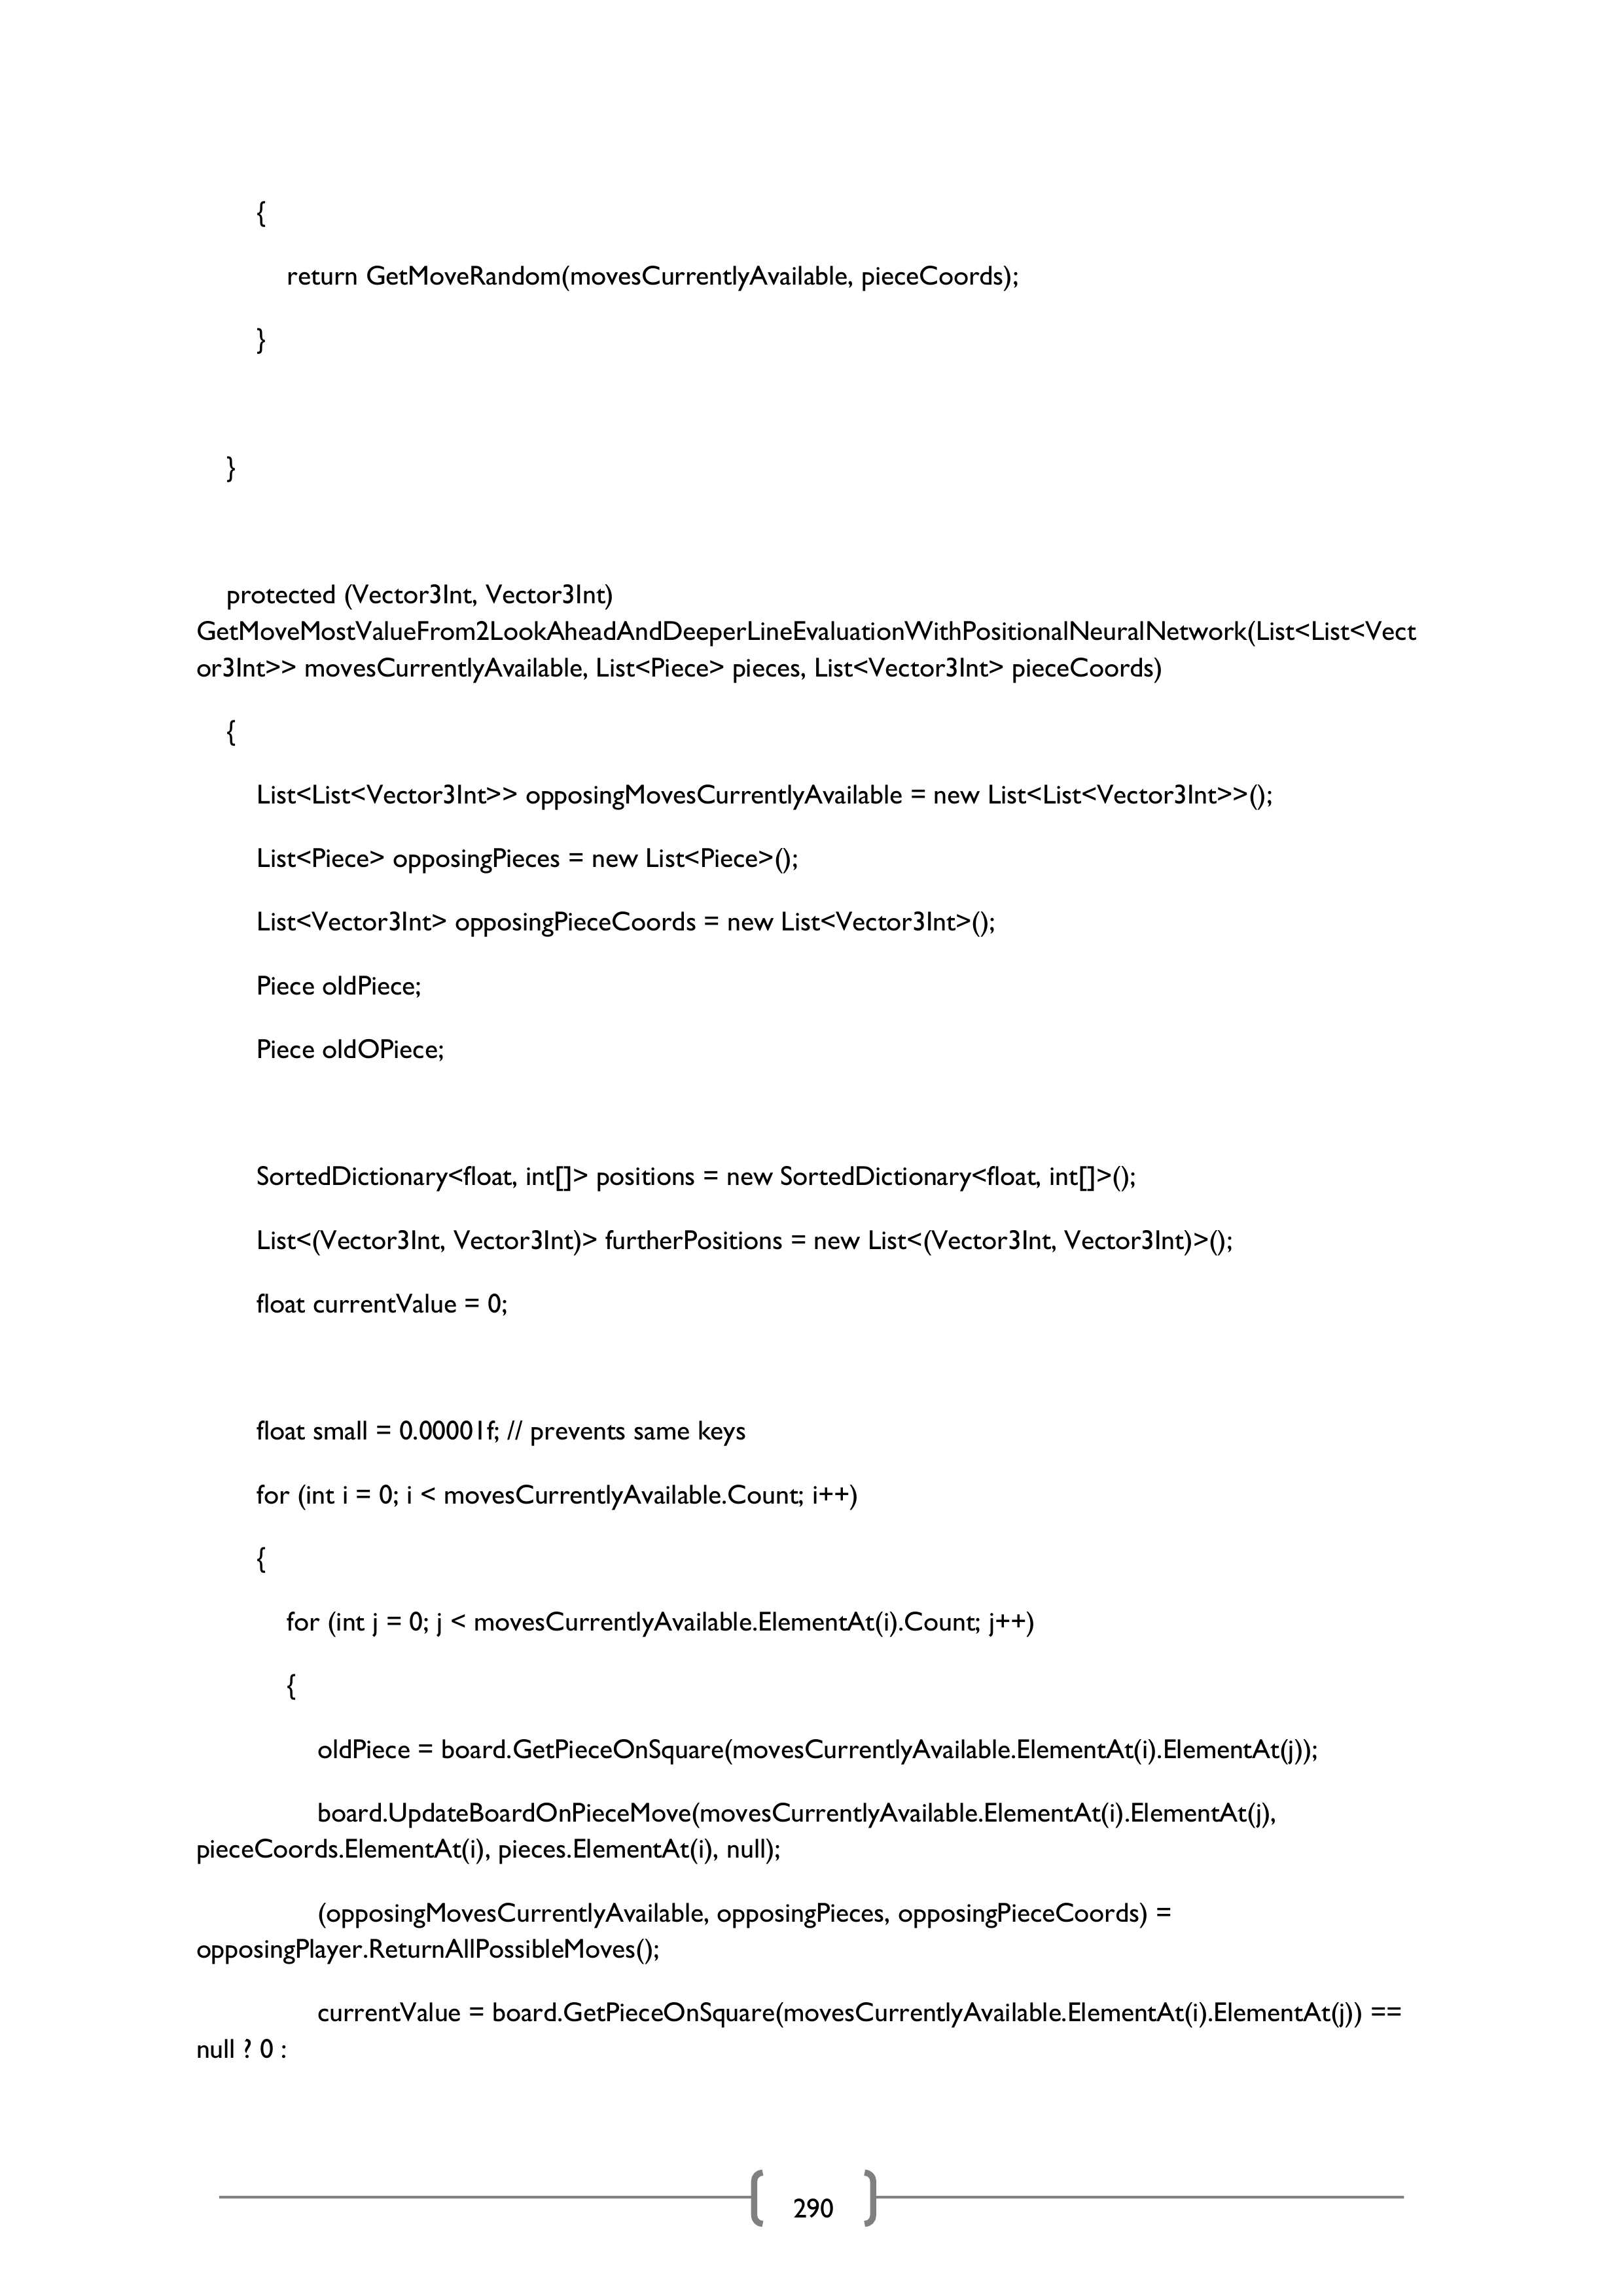 {
return GetMoveRandom(movesCurrentlyAvailable, pieceCoords);
}
}
protected (Vector3Int, Vector3Int)
GetMoveMostValueFrom2LookAheadAndDeeperLineEvaluationWithPositionalNeuralNetwork(List<List<Vect
or3Int>> movesCurrentlyAvailable, List<Piece> pieces, List<Vector3Int> pieceCoords)
{
List<List<Vector3Int>> opposingMovesCurrentlyAvailable = new List<List<Vector3Int>>();
List<Piece> opposingPieces = new List<Piece>();
List<Vector3Int> opposingPieceCoords = new List<Vector3Int>();
Piece oldPiece;
Piece oldOPiece;
SortedDictionary<float, int[]> positions = new SortedDictionary<float, int[]>();
List<(Vector3Int, Vector3Int)> furtherPositions = new List<(Vector3Int, Vector3Int)>();
float currentValue = 0;
float small = 0.00001f; // prevents same keys
for (int i = 0; i < movesCurrentlyAvailable.Count; i++)
{
for (int j = 0; j < movesCurrentlyAvailable.ElementAt(i).Count; j++)
{
oldPiece = board.GetPieceOnSquare(movesCurrentlyAvailable.ElementAt(i).ElementAt(j));
board.UpdateBoardOnPieceMove(movesCurrentlyAvailable.ElementAt(i).ElementAt(j),
pieceCoords.ElementAt(i), pieces.ElementAt(i), null);
(opposingMovesCurrentlyAvailable, opposingPieces, opposingPieceCoords) =
opposingPlayer.ReturnAllPossibleMoves();
currentValue = board.GetPieceOnSquare(movesCurrentlyAvailable.ElementAt(i).ElementAt(j)) ==
null ? 0 :
290